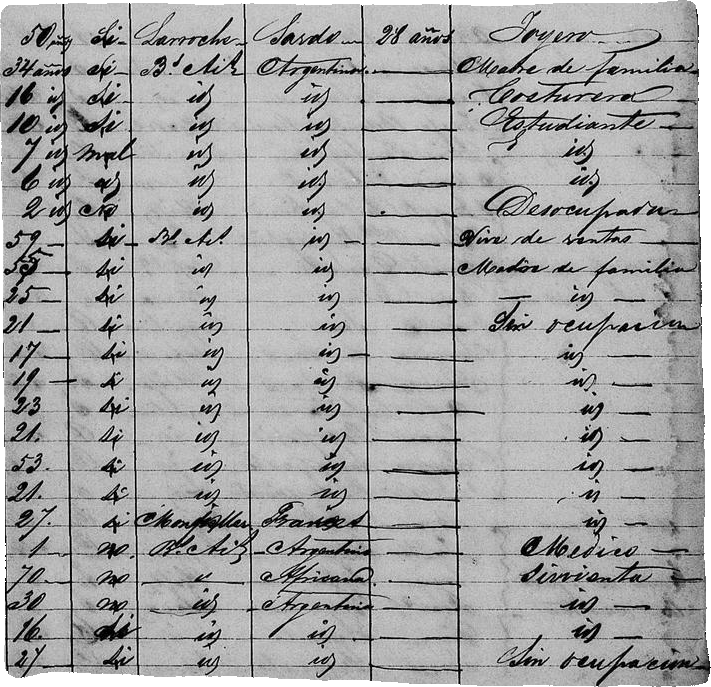 50 años Si Larroche Sardo 28 años Joyero
34 años Si Bs Ais Argentina Madre de familia
16 id Si id id Costurera
10 id Si id id Estudiante
7 id mal id id id
6 id id id id id
2 id No id id Desocupada
59 Si Bs As id Vive de rentas
55 si id id Madre de familia
25 si id id id
21 si id id Sin ocupacion
17 si id id id
19 si id id id
23 si id id id
21. si id id id
53. si id id id
21. si id id id
27. si Francés id
1 no Bs Ais Argentino Medico
70 no Africana sirvienta
30 no id Argentina id
16. si id id id
27 si id id Sin ocupacion